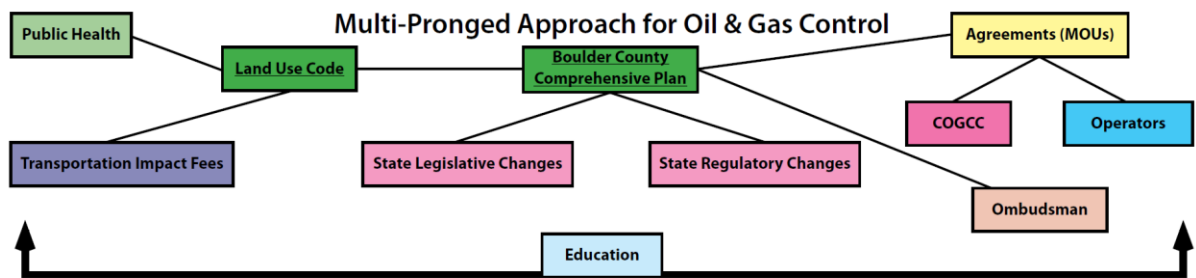 Multi-Pronged Approach for Oil & Gas Control
Public Health
Agreements (MOUs)
Land Use Code
Boulder County
Comprehensive Plan
COGCC
Operators
Transportation Impact Fees
State Legislative Changes
State Regulatory Changes
Ombudsman
Education